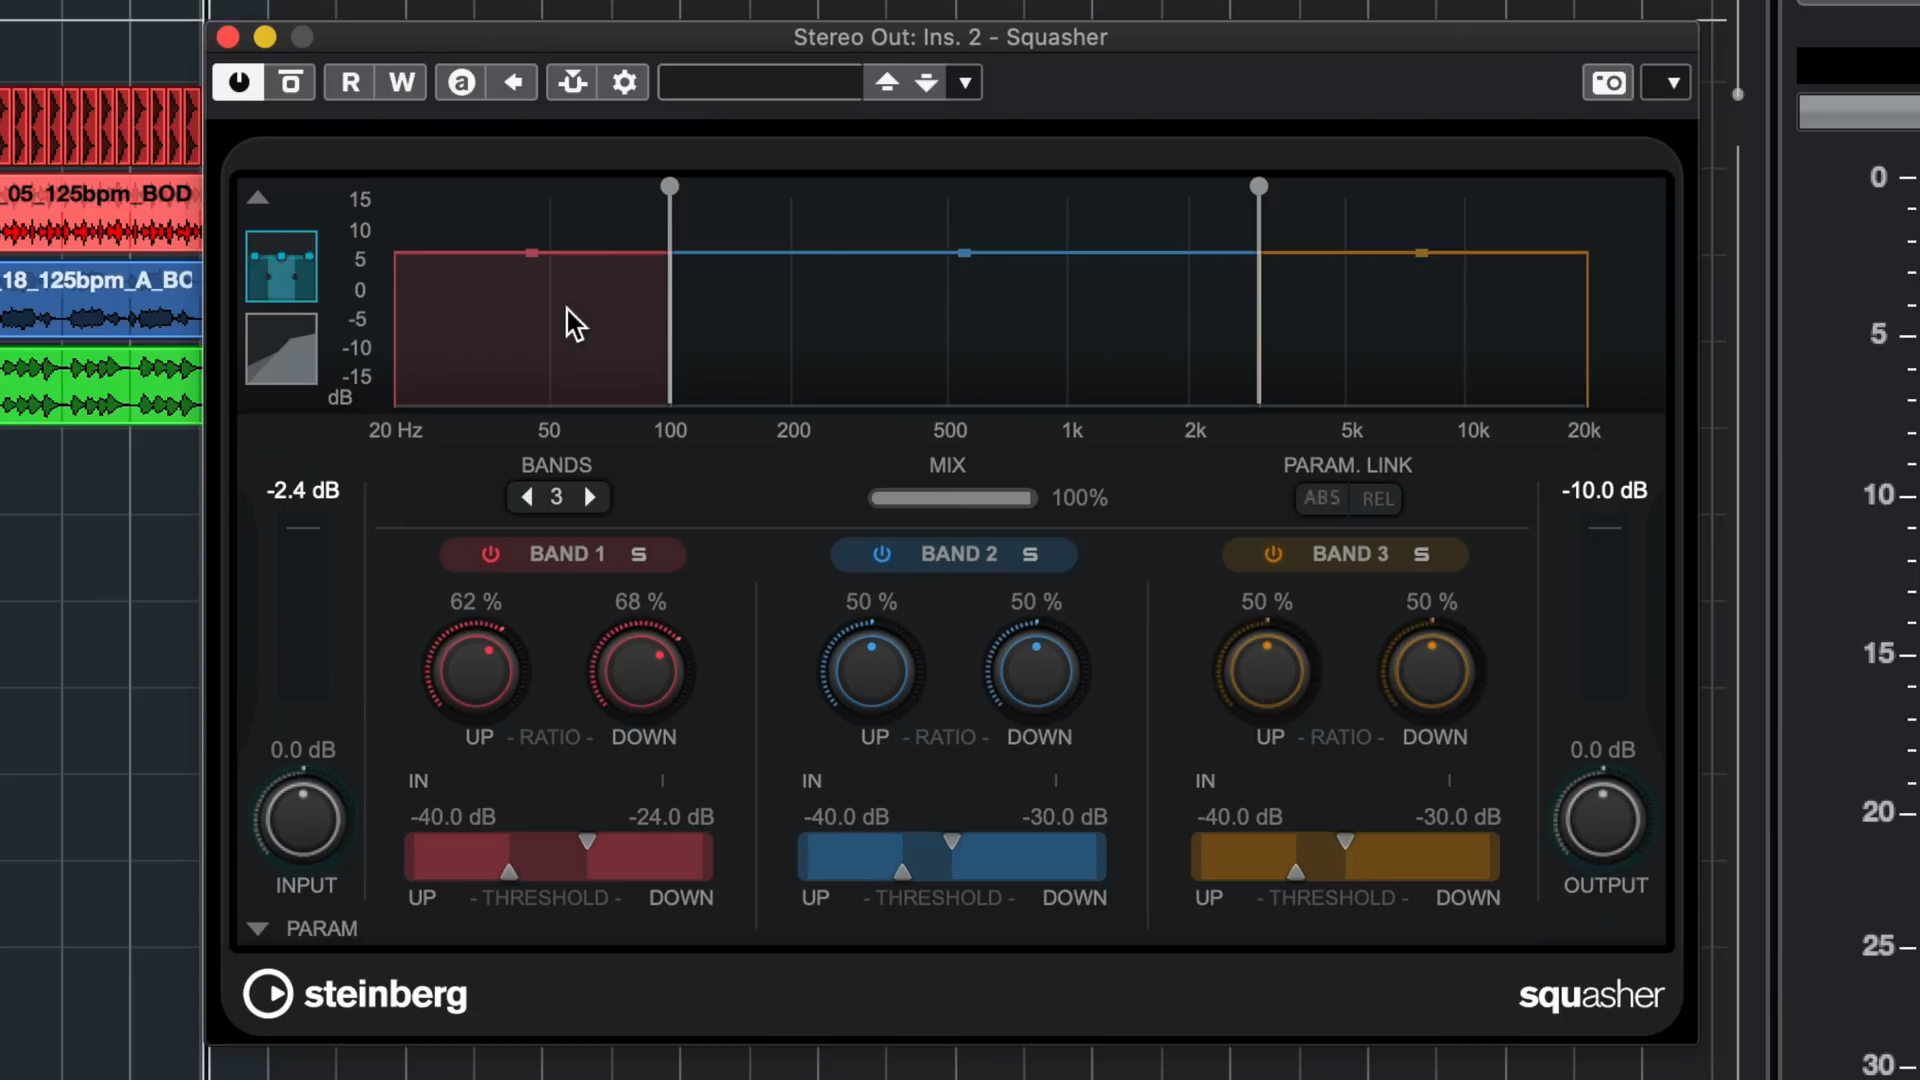 Stereo Out: Ins. 2 - Squasher
R W a
_05_125bpm_BOD
18_125bpm_A_BO
15
10
5
0
-5
-10
-15
dB
20 Hz 50 100 200 500 1k 2k 5k 10k 20k
BANDS MIX PARAM. LINK
3 100% ABS REL
-2.4 dB -10.0 dB
BAND 1 S BAND 2 S BAND 3 S
62 % 68 % 50 % 50 % 50 % 50 %
UP - RATIO - DOWN UP - RATIO - DOWN UP - RATIO - DOWN
0.0 dB 0.0 dB
IN IN IN
-40.0 dB -24.0 dB -40.0 dB -30.0 dB -40.0 dB -30.0 dB
INPUT OUTPUT
UP - THRESHOLD - DOWN UP - THRESHOLD - DOWN UP - THRESHOLD - DOWN
PARAM
steinberg squasher
0
5
10
15
20
25
30